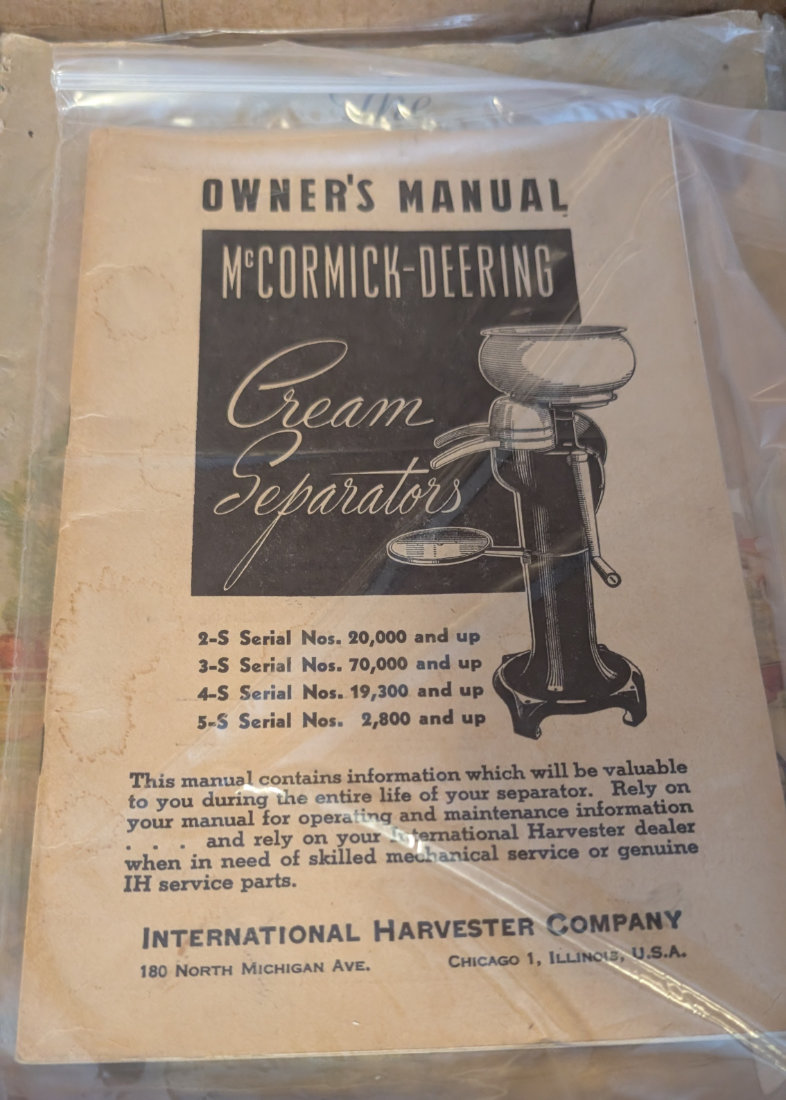 The
OWNER'S MANUAL
McCORMICK-DEERING
Cream
Separators
2-S Serial Nos. 20,000 and up
3-S Serial Nos. 70,000 and up
4-S Serial Nos. 19,300 and up
5-S Serial Nos. 2,800 and up
This manual contains information which will be valuable
to you during the entire life of your separator. Rely on
your manual for operating and maintenance information
. . . and rely on your International Harvester dealer
when in need of skilled mechanical service or genuine
IH service parts.
INTERNATIONAL HARVESTER COMPANY
180 NORTH MICHIGAN AVE. CHICAGO 1, ILLINOIS, U.S.A.